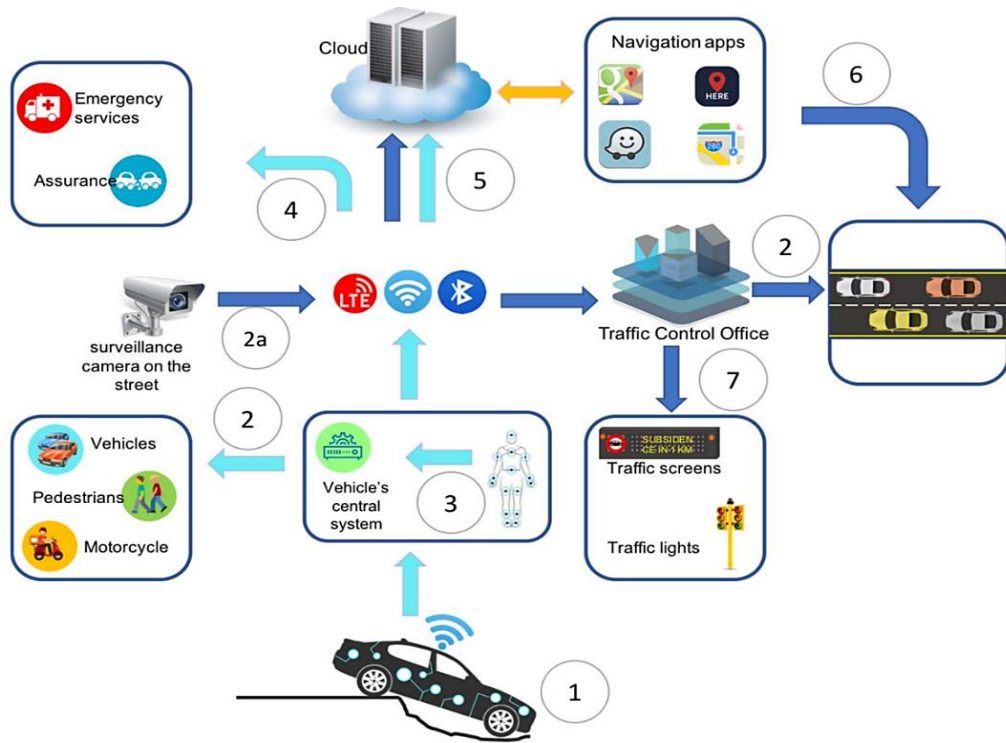 Cloud
Navigation apps
6
HERE
280
Emergency
services
Assurance
4
5
LTE
2a
surveillance
camera on the
street
Traffic Control Office
2
7
2
Vehicles
Pedestrians
Motorcycle
Vehicle's
central
system
3
SUBSIDEN
CE IN 1 KM
Traffic screens
Traffic lights
1